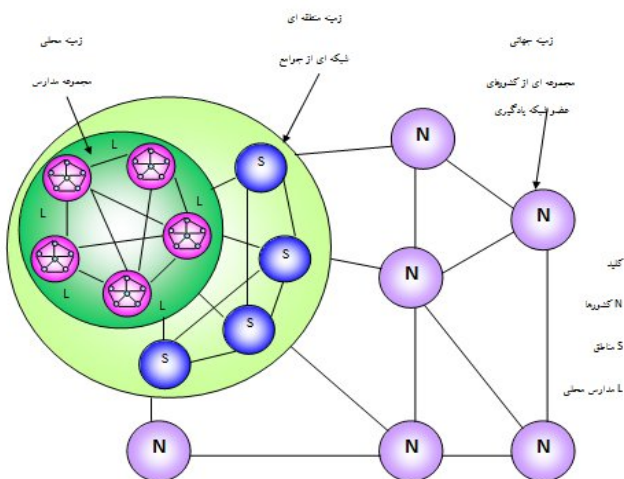 زمینه جهانی
مجموعه ای از کشورهای
عضو شبکه یادگیری
زمینه منطقه ای
شبکه ای از جوامع
زمینه محلی
مجموعه مدارس
L
L
L
L
L
S
S
S
S
N
N
N
N
N
N
کلید
N کشورها
S مناطق
L مدارس محلی